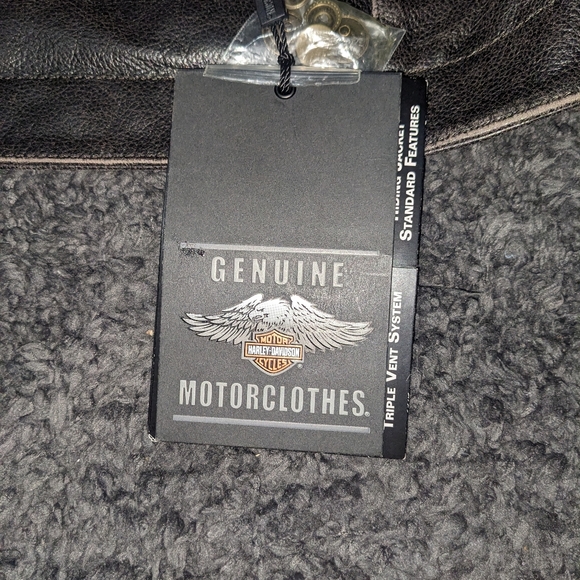 GENUINE
MOTOR
HARLEY-DAVIDSON
CYCLES
MOTORCLOTHES®
RIDING JACKET
STANDARD FEATURES
TRIPLE VENT SYSTEM